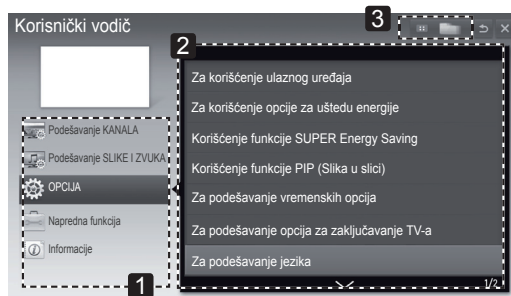 Korisnički vodič
3
2
Podešavanje KANALA
Podešavanje SLIKE I ZVUKA
OPCIJA
Napredna funkcija
Informacije
1
Za korišćenje ulaznog uređaja
Za korišćenje opcije za uštedu energije
Korišćenje funkcije SUPER Energy Saving
Korišćenje funkcije PIP (Slika u slici)
Za podešavanje vremenskih opcija
Za podešavanje opcija za zaključavanje TV-a
Za podešavanje jezika
1/2